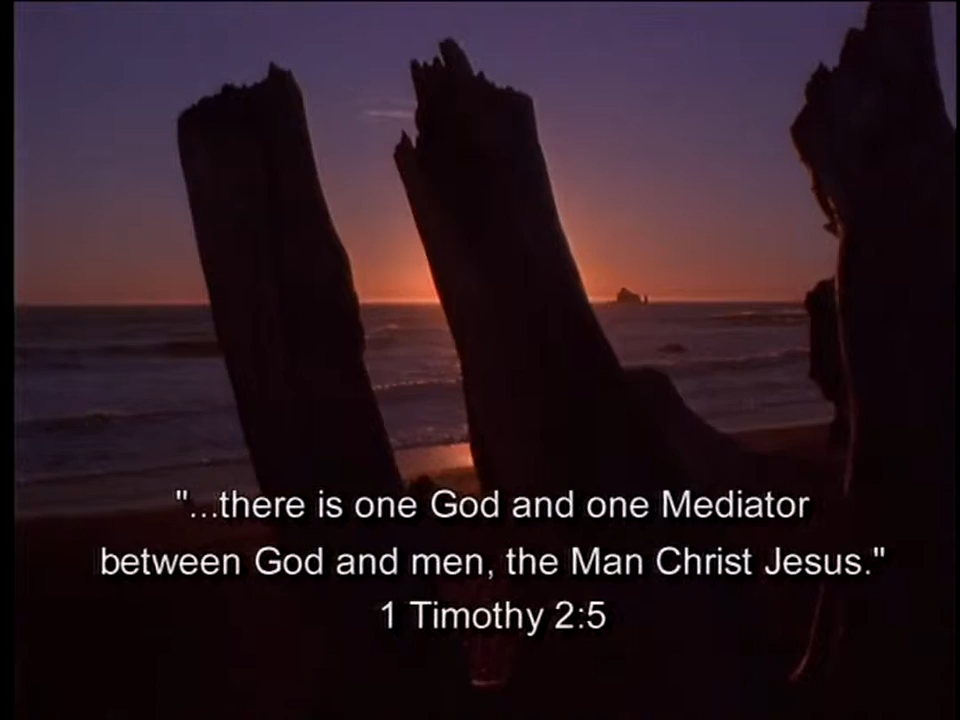 "...there is one God and one Mediator
between God and men, the Man Christ Jesus."
1 Timothy 2:5